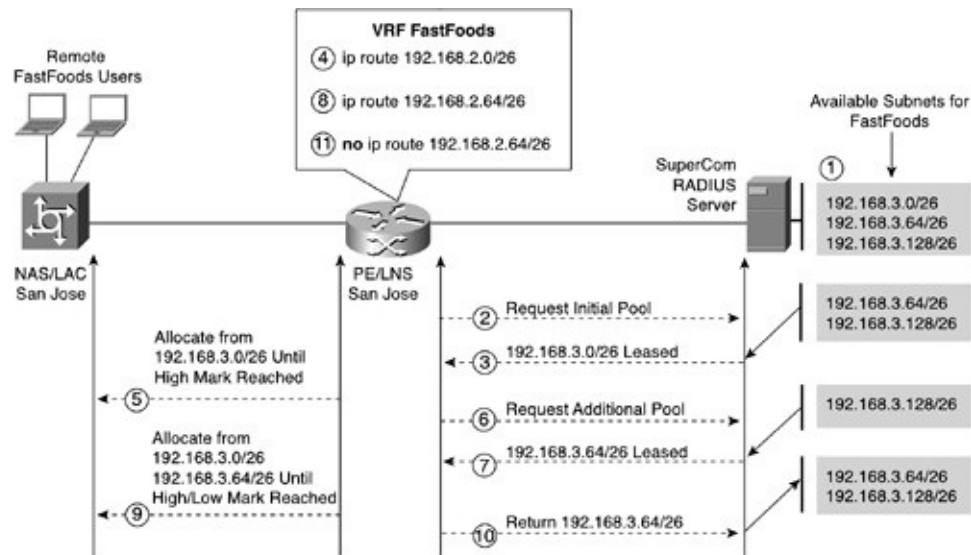 VRF FastFoods
④ ip route 192.168.2.0/26
⑧ ip route 192.168.2.64/26
⑪ no ip route 192.168.2.64/26
Remote
FastFoods Users
Available Subnets for
FastFoods
SuperCom
RADIUS
Server
①
192.168.3.0/26
192.168.3.64/26
192.168.3.128/26
NAS/LAC
San Jose
PE/LNS
San Jose
② Request Initial Pool
192.168.3.64/26
192.168.3.128/26
③ 192.168.3.0/26 Leased
Allocate from
192.168.3.0/26 Until
High Mark Reached
⑤
⑥ Request Additional Pool
192.168.3.128/26
⑦ 192.168.3.64/26 Leased
Allocate from
192.168.3.0/26
192.168.3.64/26 Until
High/Low Mark Reached
⑨
192.168.3.64/26
192.168.3.128/26
⑩ Return 192.168.3.64/26